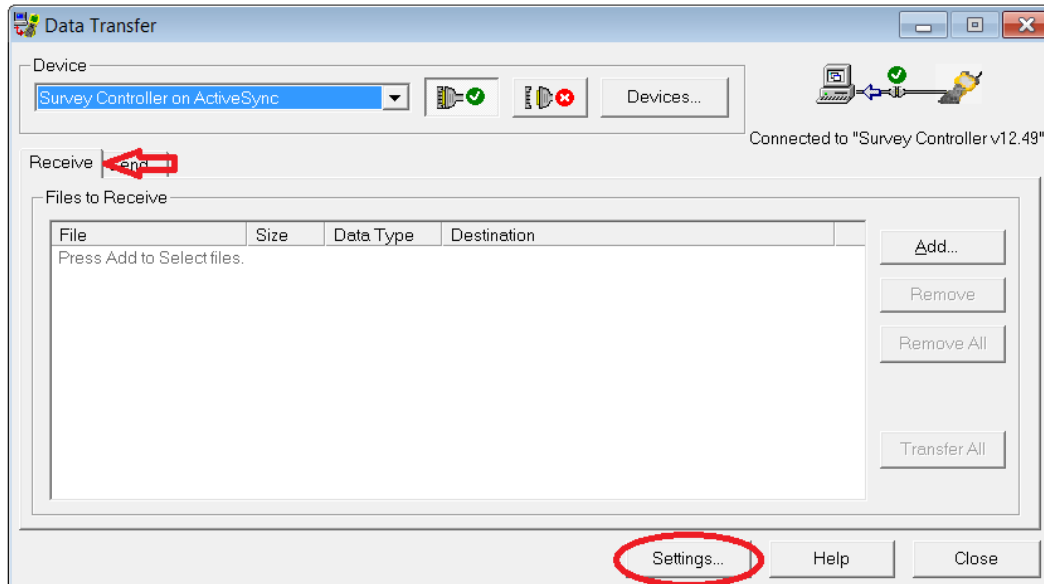 Data Transfer
Device
Survey Controller on ActiveSync
Devices...
Connected to "Survey Controller v12.49"
Receive
Files to Receive
File Size Data Type Destination
Press Add to Select files.
Add...
Remove
Remove All
Transfer All
Settings... Help Close